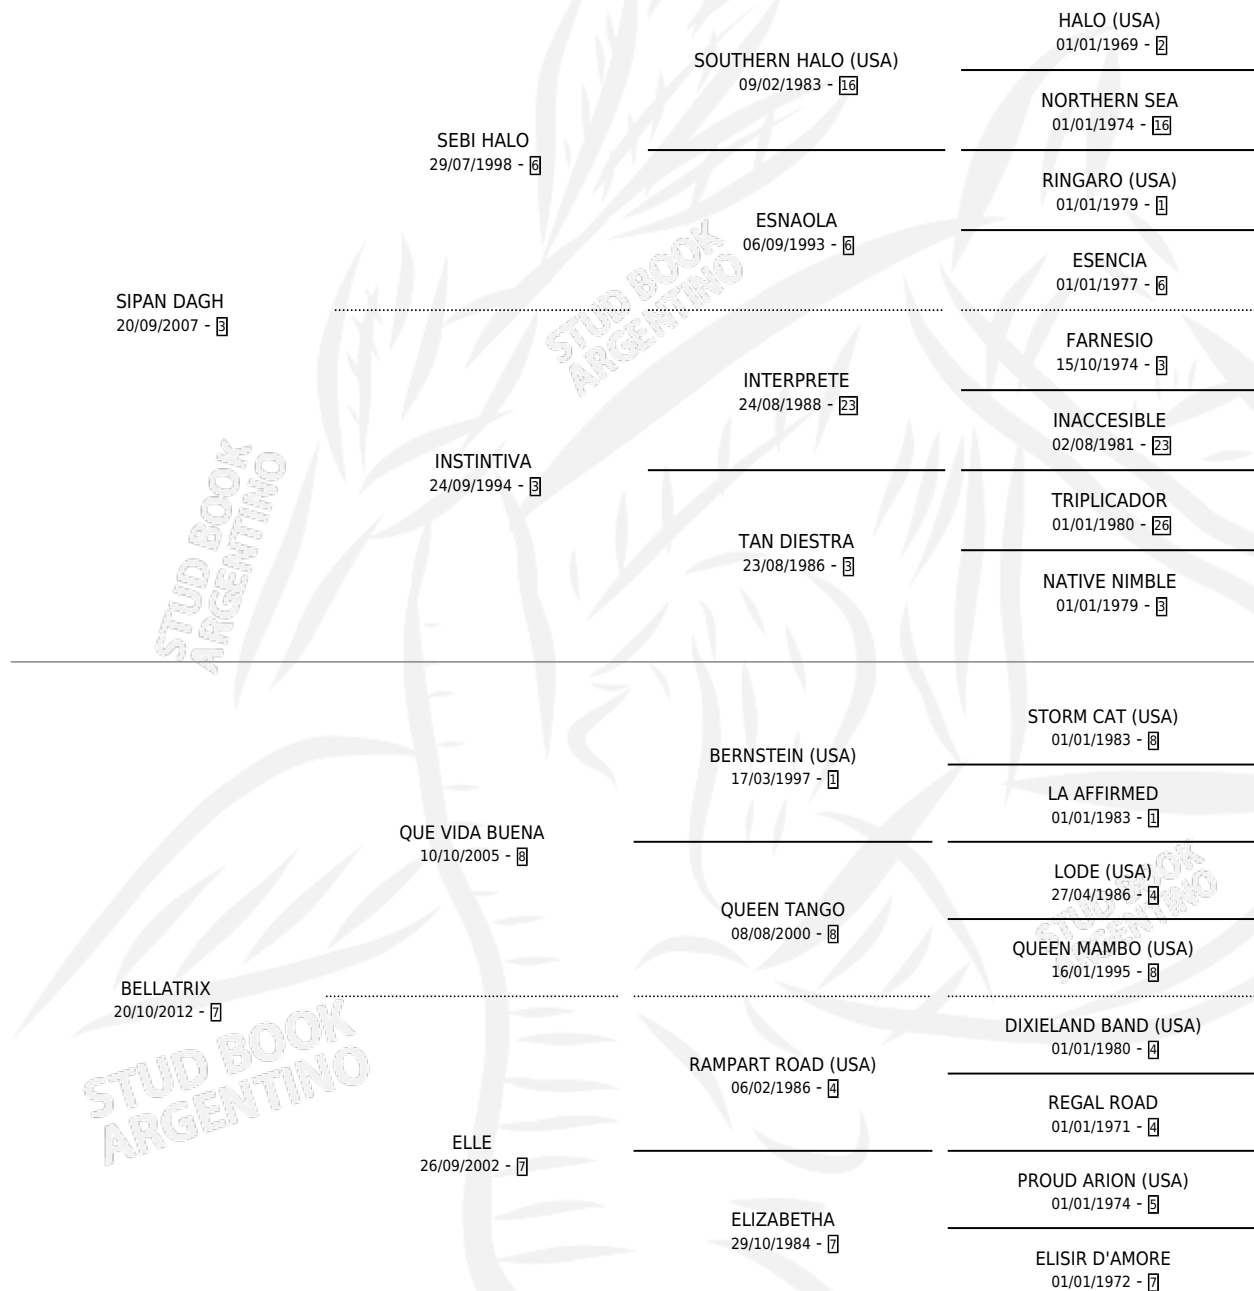 HALO (USA)
01/01/1969 - 2
SOUTHERN HALO (USA)
09/02/1983 - 16
NORTHERN SEA
01/01/1974 - 16
SEBI HALO
29/07/1998 - 6
RINGARO (USA)
01/01/1979 - 1
ESNAOLA
06/09/1993 - 6
ESENCIA
01/01/1977 - 6
SIPAN DAGH
20/09/2007 - 3
FARNESIO
15/10/1974 - 3
INTERPRETE
24/08/1988 - 23
INACCESIBLE
02/08/1981 - 23
INSTINTIVA
24/09/1994 - 3
TRIPLICADOR
01/01/1980 - 26
TAN DIESTRA
23/08/1986 - 3
NATIVE NIMBLE
01/01/1979 - 3
STORM CAT (USA)
01/01/1983 - 8
BERNSTEIN (USA)
17/03/1997 - 1
LA AFFIRMED
01/01/1983 - 1
QUE VIDA BUENA
10/10/2005 - 8
LODE (USA)
27/04/1986 - 4
QUEEN TANGO
08/08/2000 - 8
QUEEN MAMBO (USA)
16/01/1995 - 8
BELLATRIX
20/10/2012 - 7
DIXIELAND BAND (USA)
01/01/1980 - 4
RAMPART ROAD (USA)
06/02/1986 - 4
REGAL ROAD
01/01/1971 - 4
ELLE
26/09/2002 - 7
PROUD ARION (USA)
01/01/1974 - 5
ELIZABETHA
29/10/1984 - 7
ELISIR D'AMORE
01/01/1972 - 7
STUD BOOK
ARGENTINO
STUD BOOK
ARGENTINO
STUD BOOK
ARGENTINO
STUD BOOK
ARGENTINO